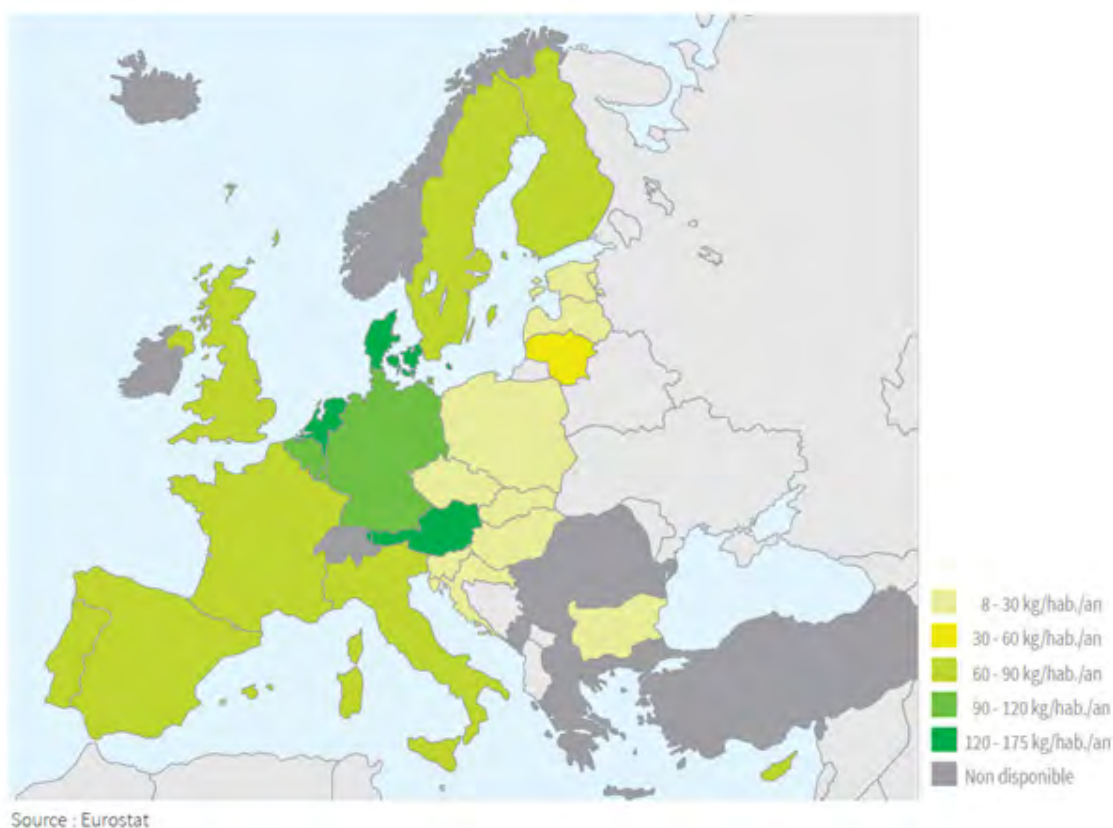 8 - 30 kg/hab./an
30 - 60 kg/hab./an
60 - 90 kg/hab./an
90 - 120 kg/hab./an
120 - 175 kg/hab./an
Non disponible
Source : Eurostat